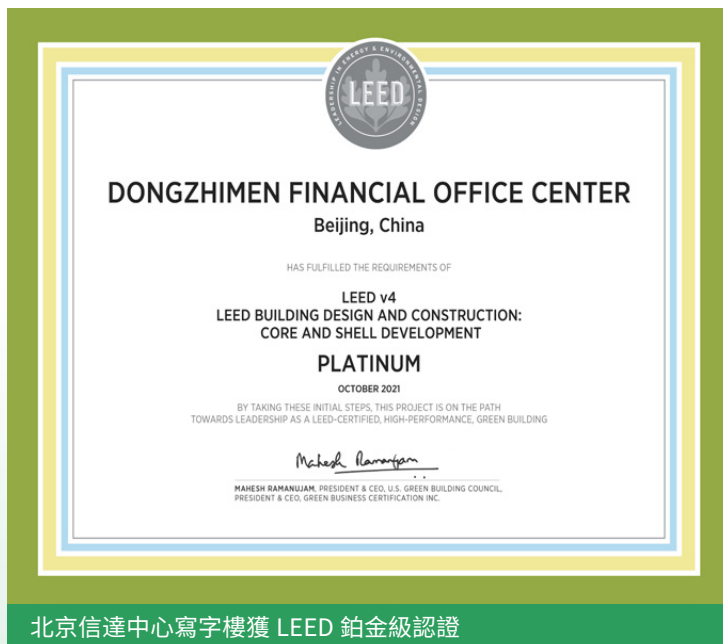 LEADERSHIP IN ENERGY & ENVIRONMENTAL DESIGN
LEED
DONGZHIMEN FINANCIAL OFFICE CENTER
Beijing, China
HAS FULFILLED THE REQUIREMENTS OF
LEED v4
LEED BUILDING DESIGN AND CONSTRUCTION:
CORE AND SHELL DEVELOPMENT
PLATINUM
OCTOBER 2021
BY TAKING THESE INITIAL STEPS, THIS PROJECT IS ON THE PATH
TOWARDS LEADERSHIP AS A LEED-CERTIFIED, HIGH-PERFORMANCE, GREEN BUILDING
Mahesh Ramanujam
MAHESH RAMANUJAM, PRESIDENT & CEO, U.S. GREEN BUILDING COUNCIL,
PRESIDENT & CEO, GREEN BUSINESS CERTIFICATION INC.
北京信達中心寫字樓獲 LEED 鉑金級認證